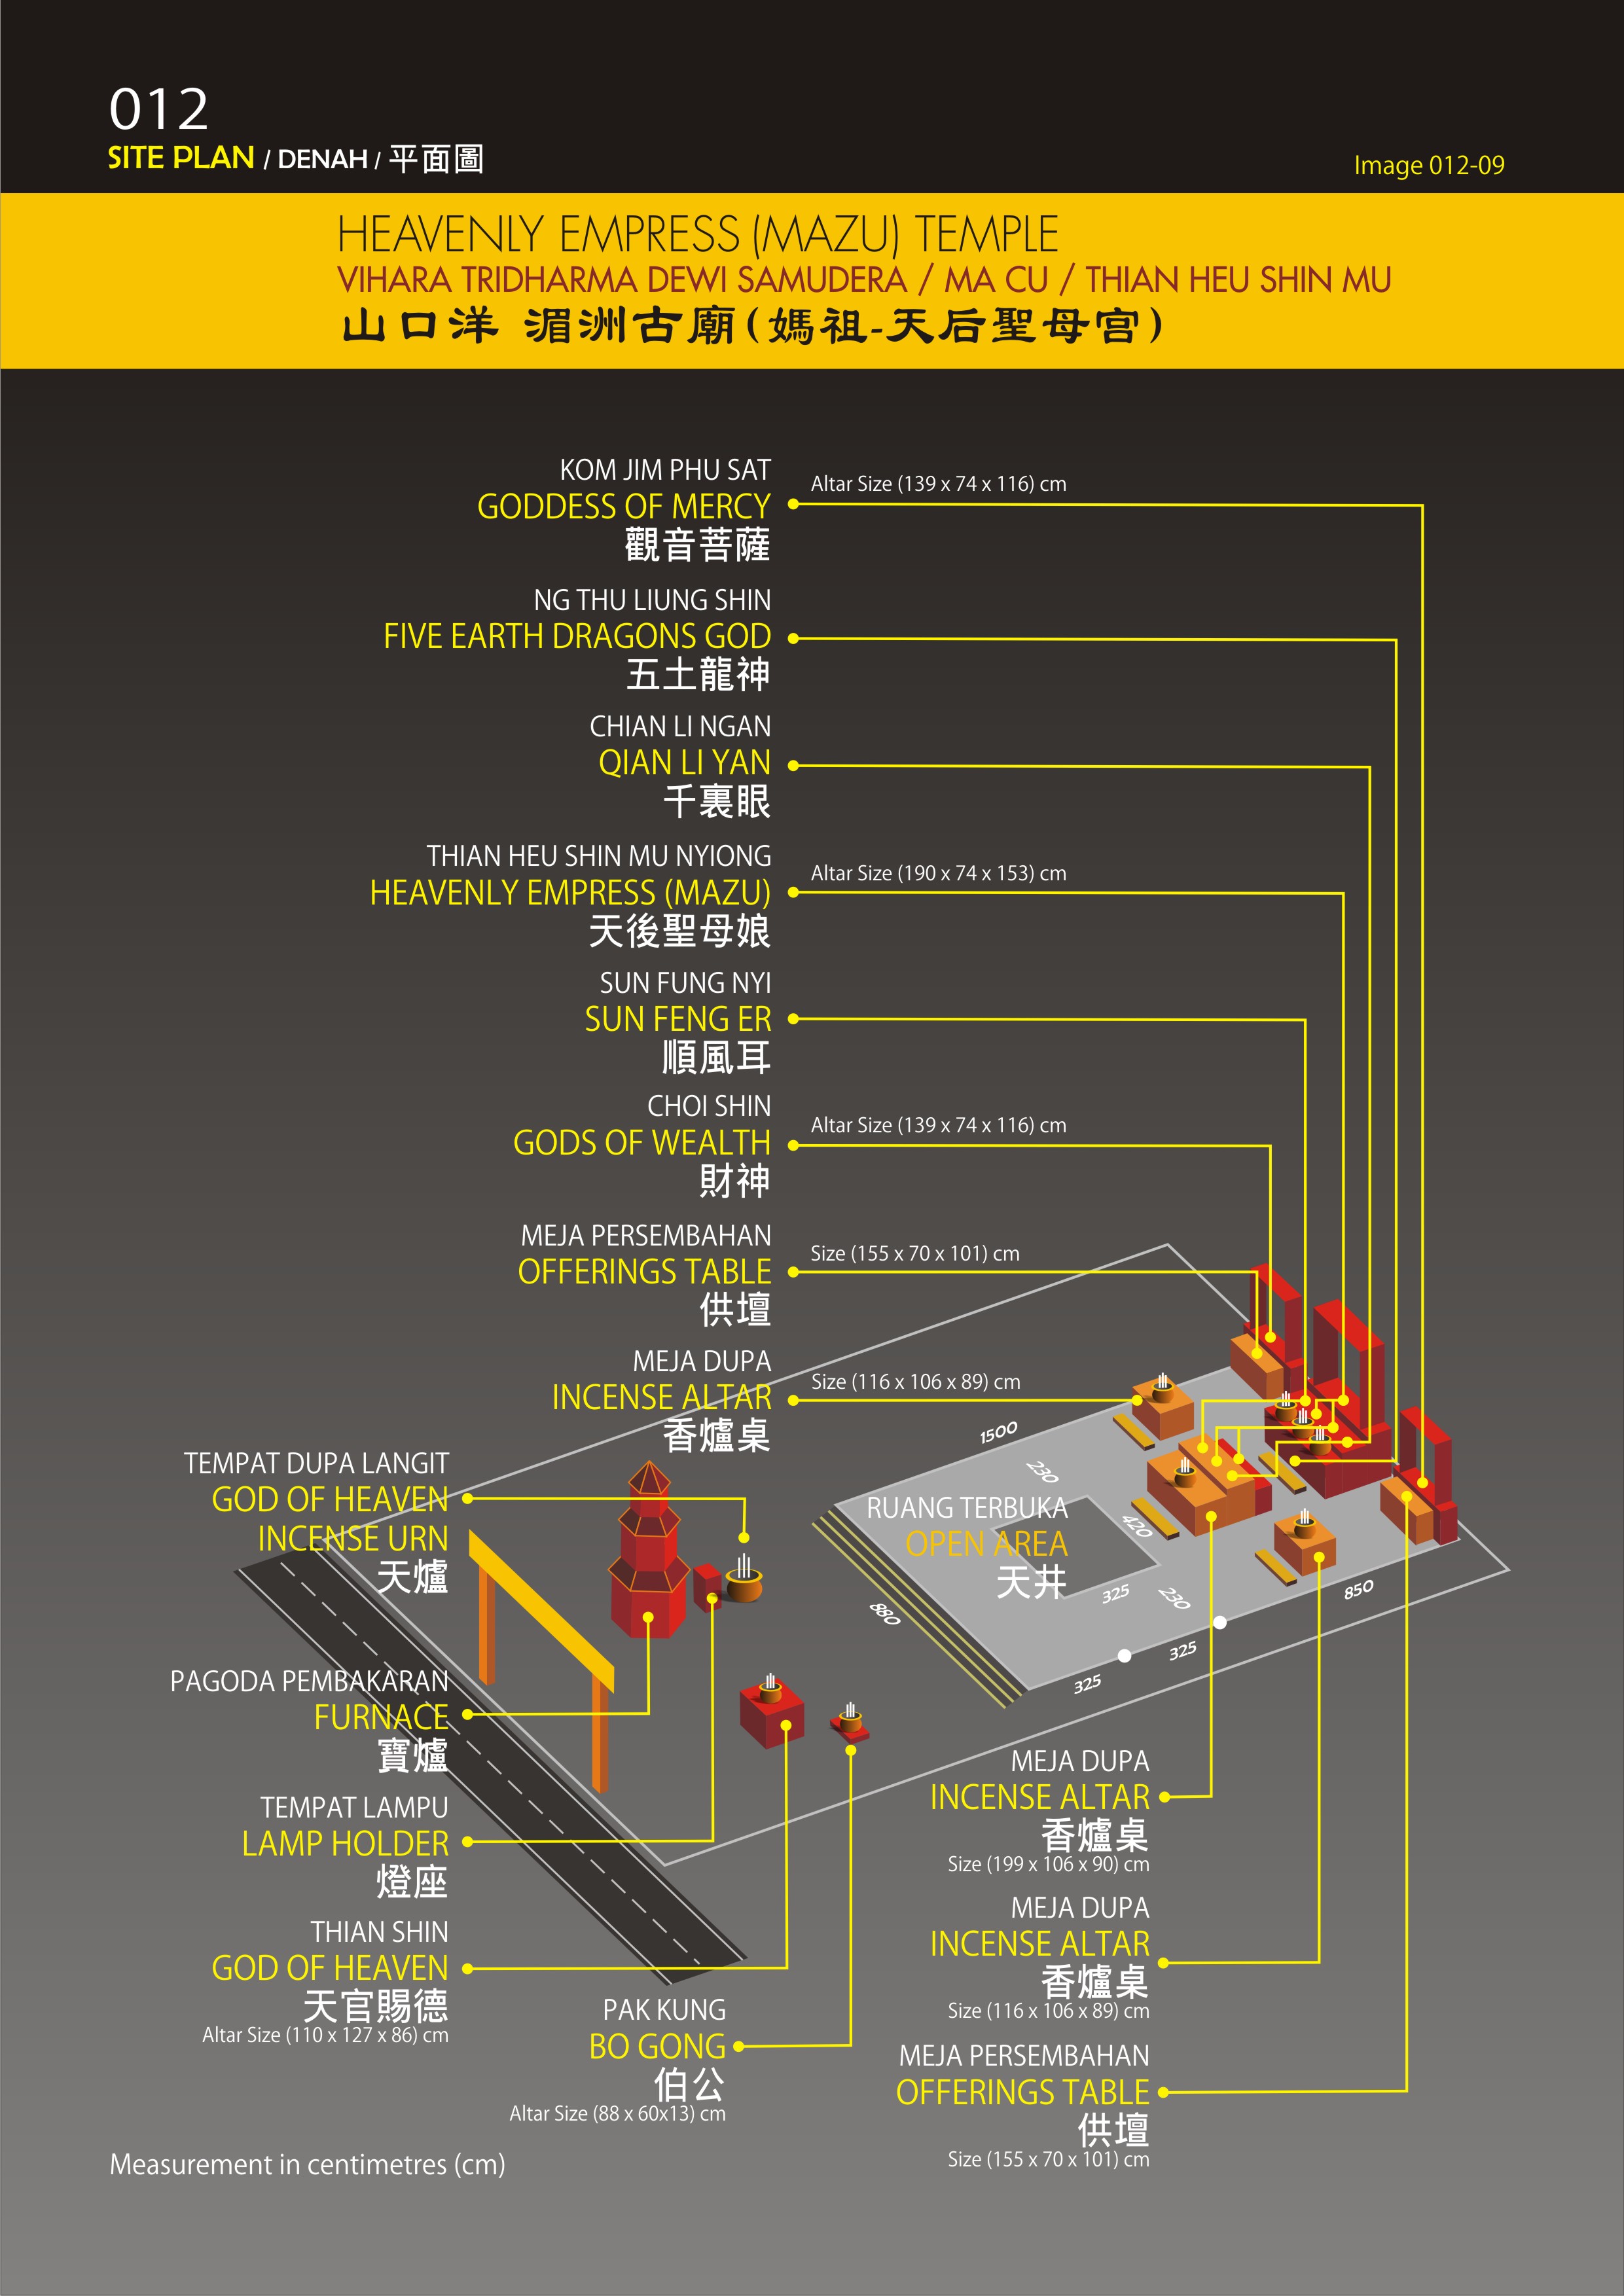 012
SITE PLAN / DENAH / 平面圖
Image 012-09
HEAVENLY EMPRESS (MAZU) TEMPLE
VIHARA TRIDHARMA DEWI SAMUDERA / MA CU / THIAN HEU SHIN MU
山口洋 湄洲古廟(媽祖-天后聖母宮)
KOM JIM PHU SAT
GODDESS OF MERCY
觀音菩薩
Altar Size (139 x 74 x 116) cm
NG THU LIUNG SHIN
FIVE EARTH DRAGONS GOD
五土龍神
CHIAN LI NGAN
QIAN LI YAN
千裏眼
THIAN HEU SHIN MU NYIONG
HEAVENLY EMPRESS (MAZU)
天後聖母娘
Altar Size (190 x 74 x 153) cm
SUN FUNG NYI
SUN FENG ER
順風耳
CHOI SHIN
GODS OF WEALTH
財神
Altar Size (139 x 74 x 116) cm
MEJA PERSEMBAHAN
OFFERINGS TABLE
供壇
Size (155 x 70 x 101) cm
MEJA DUPA
INCENSE ALTAR
香爐桌
Size (116 x 106 x 89) cm
TEMPAT DUPA LANGIT
GOD OF HEAVEN
INCENSE URN
天爐
1500
230
RUANG TERBUKA
OPEN AREA
天井
420
325
230
880
850
325
325
PAGODA PEMBAKARAN
FURNACE
寶爐
TEMPAT LAMPU
LAMP HOLDER
燈座
THIAN SHIN
GOD OF HEAVEN
天官賜德
Altar Size (110 x 127 x 86) cm
PAK KUNG
BO GONG
伯公
Altar Size (88 x 60x13) cm
MEJA DUPA
INCENSE ALTAR
香爐桌
Size (199 x 106 x 90) cm
MEJA DUPA
INCENSE ALTAR
香爐桌
Size (116 x 106 x 89) cm
MEJA PERSEMBAHAN
OFFERINGS TABLE
供壇
Size (155 x 70 x 101) cm
Measurement in centimetres (cm)